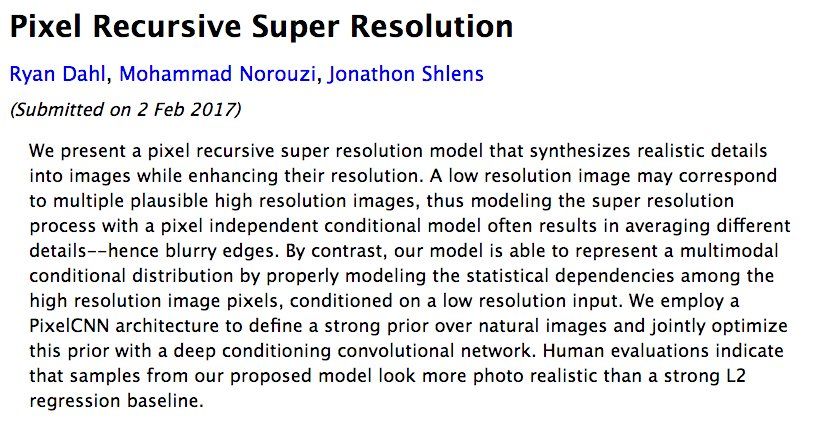 Pixel Recursive Super Resolution
Ryan Dahl, Mohammad Norouzi, Jonathon Shlens
(Submitted on 2 Feb 2017)
We present a pixel recursive super resolution model that synthesizes realistic details
into images while enhancing their resolution. A low resolution image may correspond
to multiple plausible high resolution images, thus modeling the super resolution
process with a pixel independent conditional model often results in averaging different
details--hence blurry edges. By contrast, our model is able to represent a multimodal
conditional distribution by properly modeling the statistical dependencies among the
high resolution image pixels, conditioned on a low resolution input. We employ a
PixelCNN architecture to define a strong prior over natural images and jointly optimize
this prior with a deep conditioning convolutional network. Human evaluations indicate
that samples from our proposed model look more photo realistic than a strong L2
regression baseline.